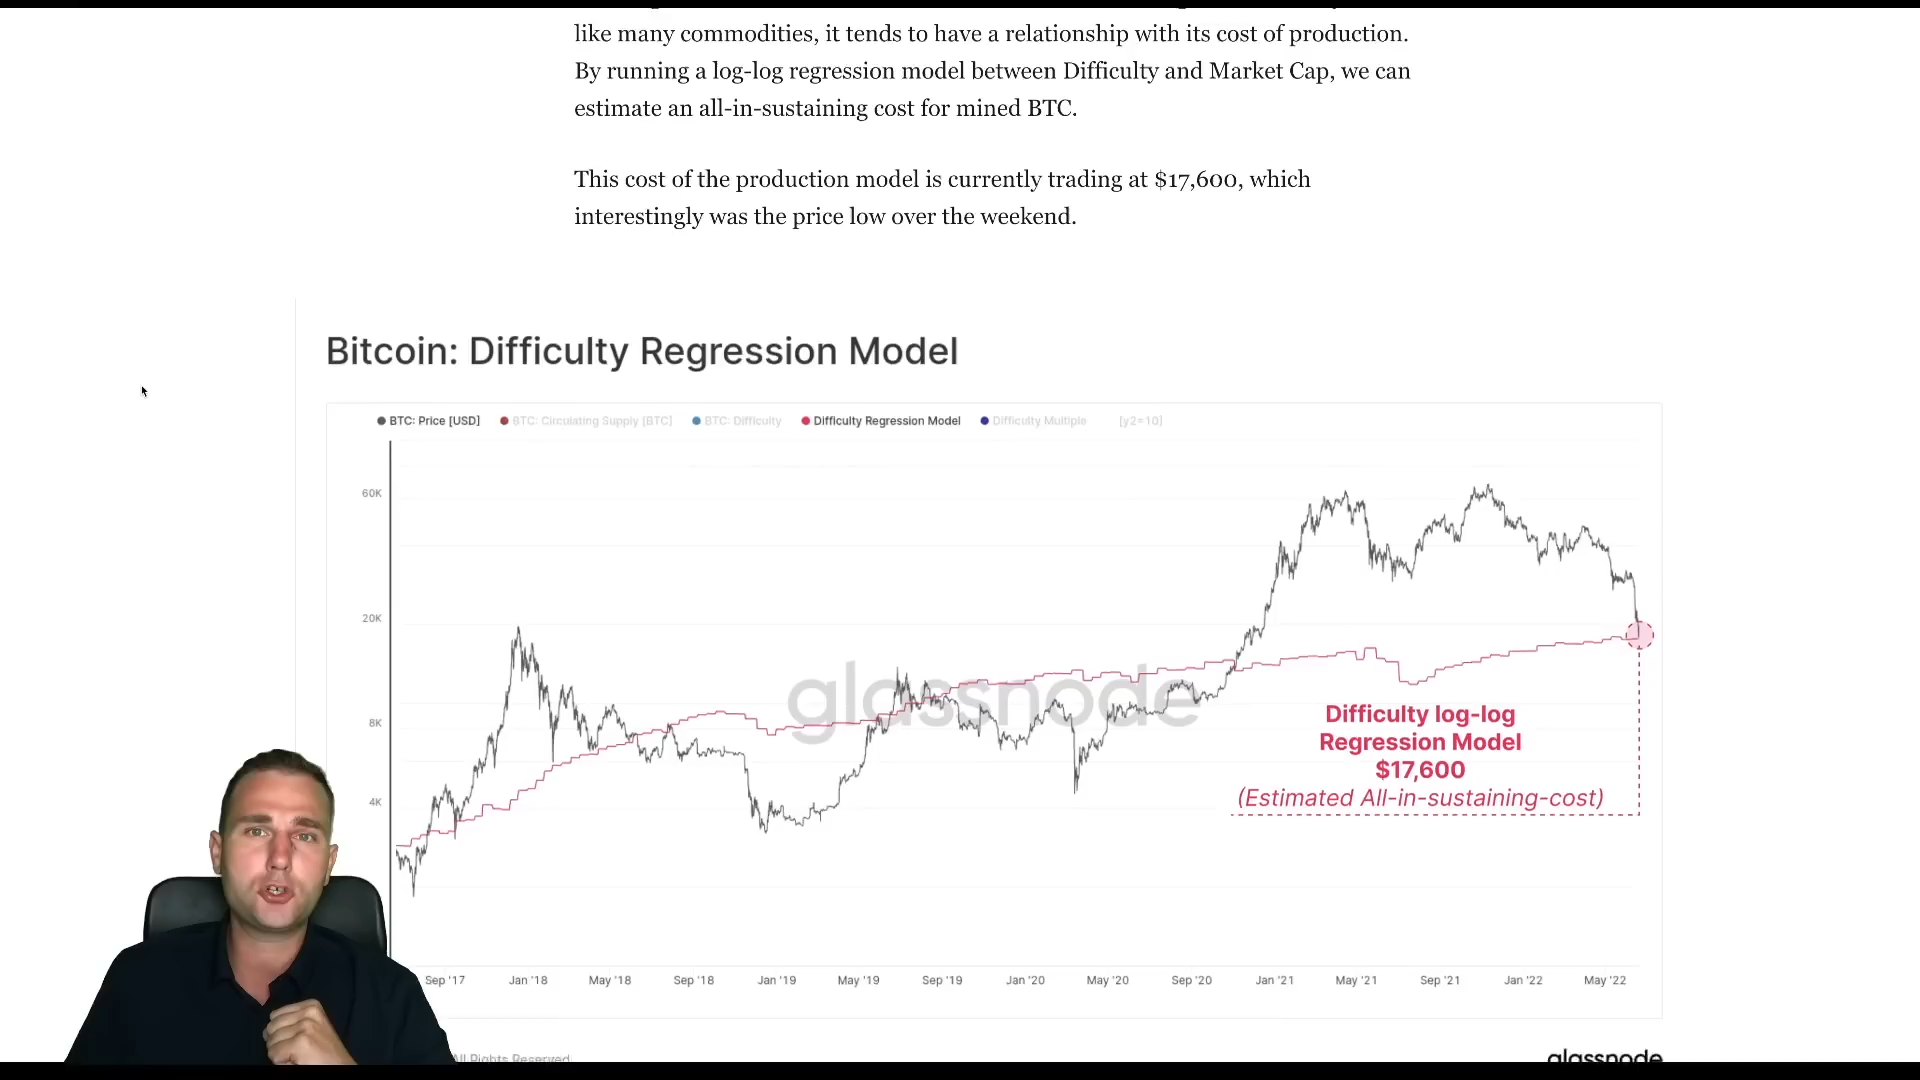 like many commodities, it tends to have a relationship with its cost of production.
By running a log-log regression model between Difficulty and Market Cap, we can
estimate an all-in-sustaining cost for mined BTC.
This cost of the production model is currently trading at $17,600, which
interestingly was the price low over the weekend.
Bitcoin: Difficulty Regression Model
BTC: Price [USD] BTC: Circulating Supply [BTC] BTC: Difficulty Difficulty Regression Model Difficulty Multiple [y2=10]
60K
20K
8K
4K
glassnode
Difficulty log-log
Regression Model
$17,600
(Estimated All-in-sustaining-cost)
Sep '17 Jan '18 May '18 Sep '18 Jan '19 May '19 Sep '19 Jan '20 May '20 Sep '20 Jan '21 May '21 Sep '21 Jan '22 May '22
All Rights Reserved glassnode